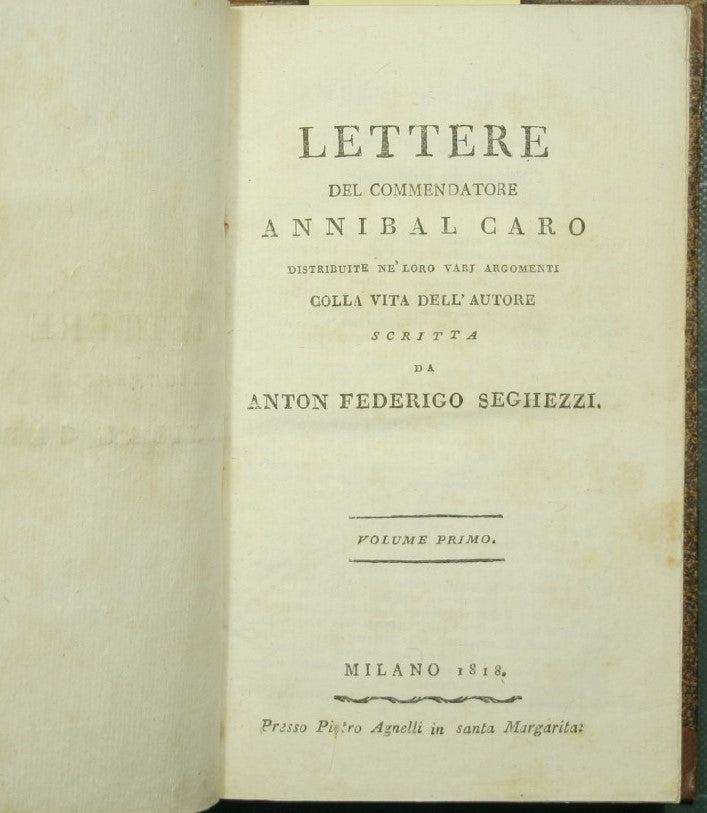 LETTERE
DEL COMMENDATORE
ANNIBAL CARO
DISTRIBUITE NE' LORO VARJ ARGOMENTI
COLLA VITA DELL' AUTORE
SCRITTA
DA
ANTON FEDERIGO SEGHEZZI.
VOLUME PRIMO.
MILANO 1818.
Presso Pietro Agnelli in santa Margarita.